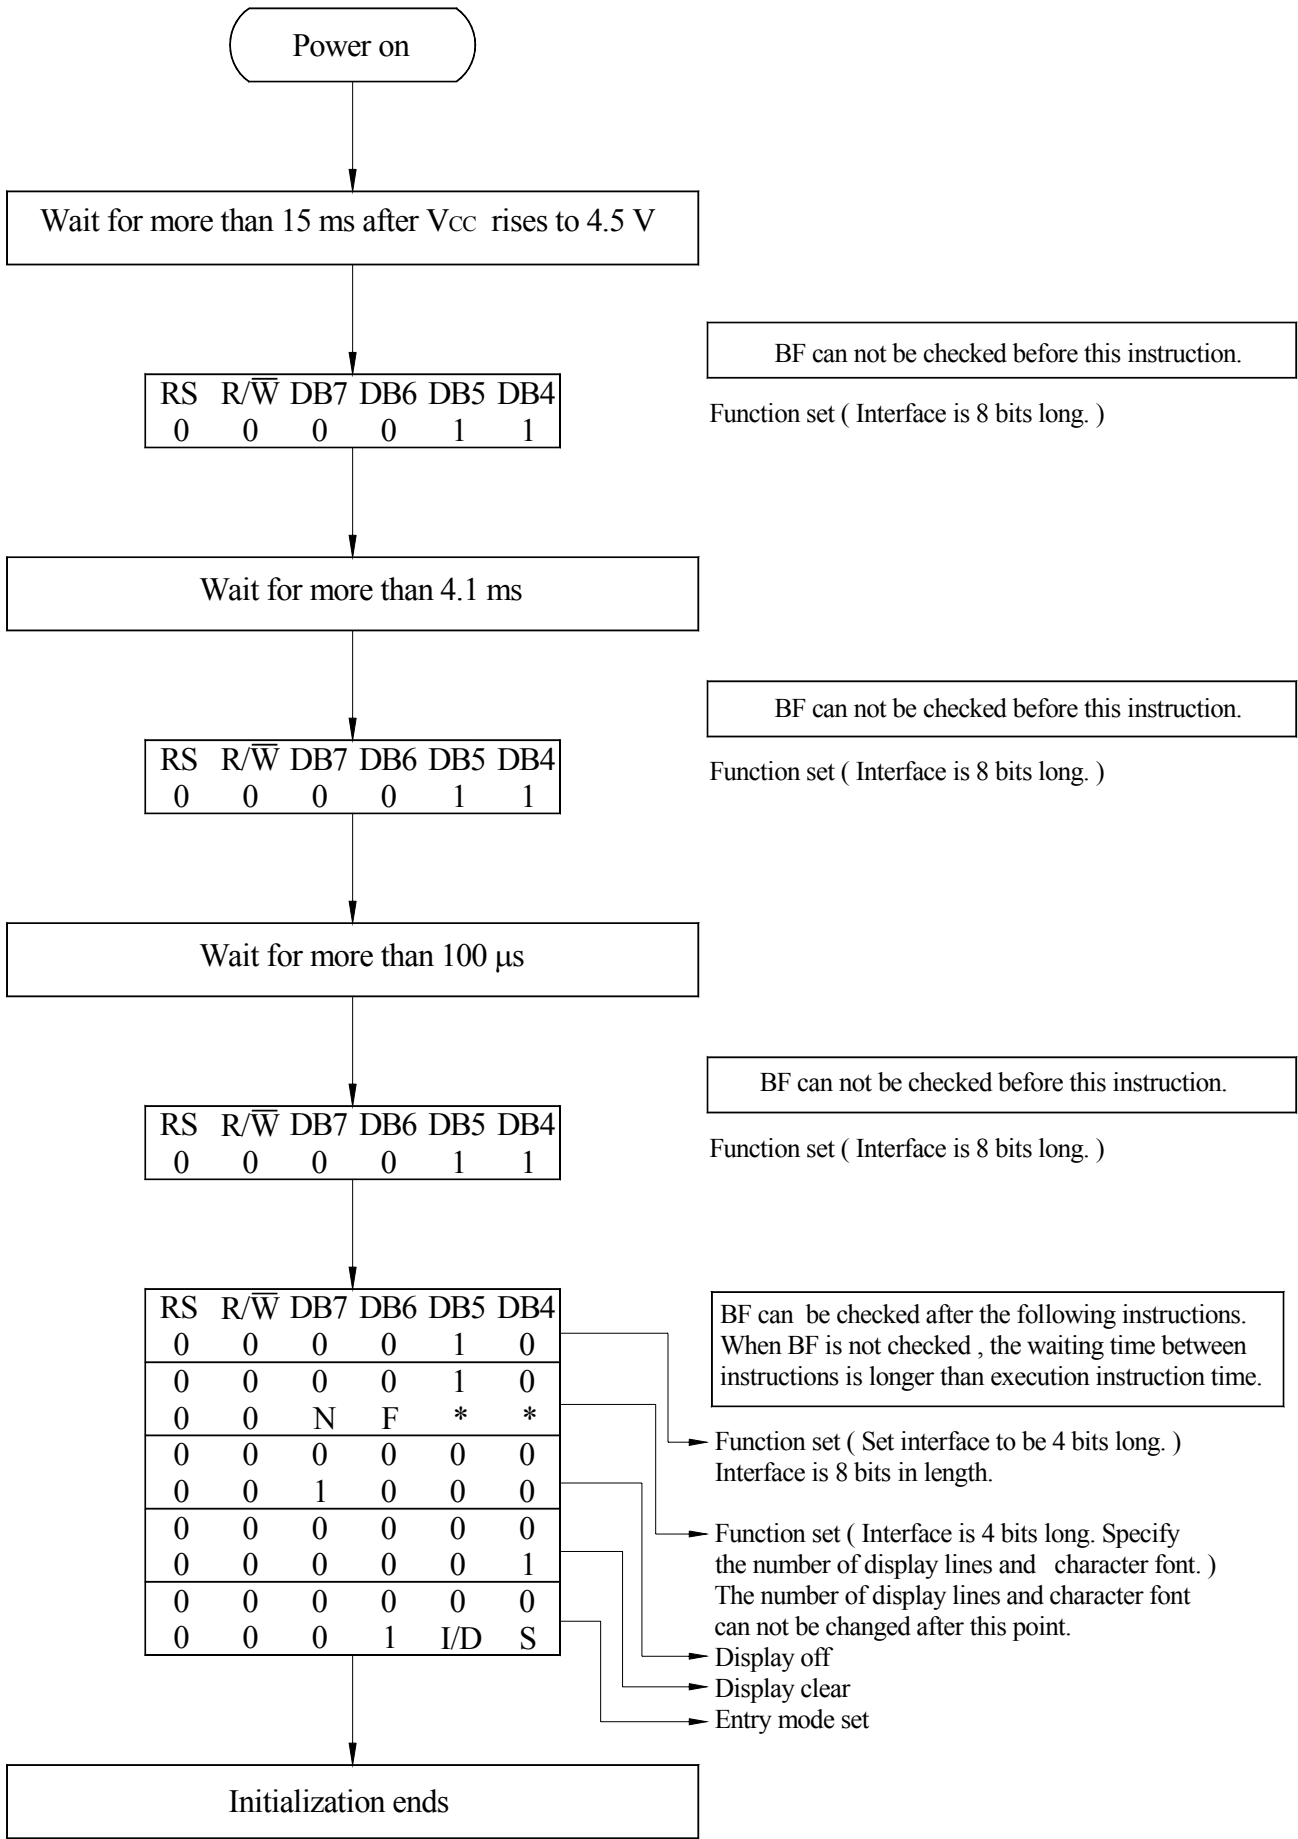 Power on
Wait for more than 15 ms after VCC rises to 4.5 V
BF can not be checked before this instruction.
RS R/W̅ DB7 DB6 DB5 DB4
0 0 0 0 1 1
Function set ( Interface is 8 bits long. )
Wait for more than 4.1 ms
BF can not be checked before this instruction.
RS R/W̅ DB7 DB6 DB5 DB4
0 0 0 0 1 1
Function set ( Interface is 8 bits long. )
Wait for more than 100 μs
BF can not be checked before this instruction.
RS R/W̅ DB7 DB6 DB5 DB4
0 0 0 0 1 1
Function set ( Interface is 8 bits long. )
RS R/W̅ DB7 DB6 DB5 DB4
0 0 0 0 1 0
0 0 0 0 1 0
0 0 N F * *
0 0 0 0 0 0
0 0 1 0 0 0
0 0 0 0 0 0
0 0 0 0 0 1
0 0 0 0 0 0
0 0 0 1 I/D S
BF can be checked after the following instructions.
When BF is not checked , the waiting time between
instructions is longer than execution instruction time.
Function set ( Set interface to be 4 bits long. )
Interface is 8 bits in length.
Function set ( Interface is 4 bits long. Specify
the number of display lines and character font. )
The number of display lines and character font
can not be changed after this point.
Display off
Display clear
Entry mode set
Initialization ends